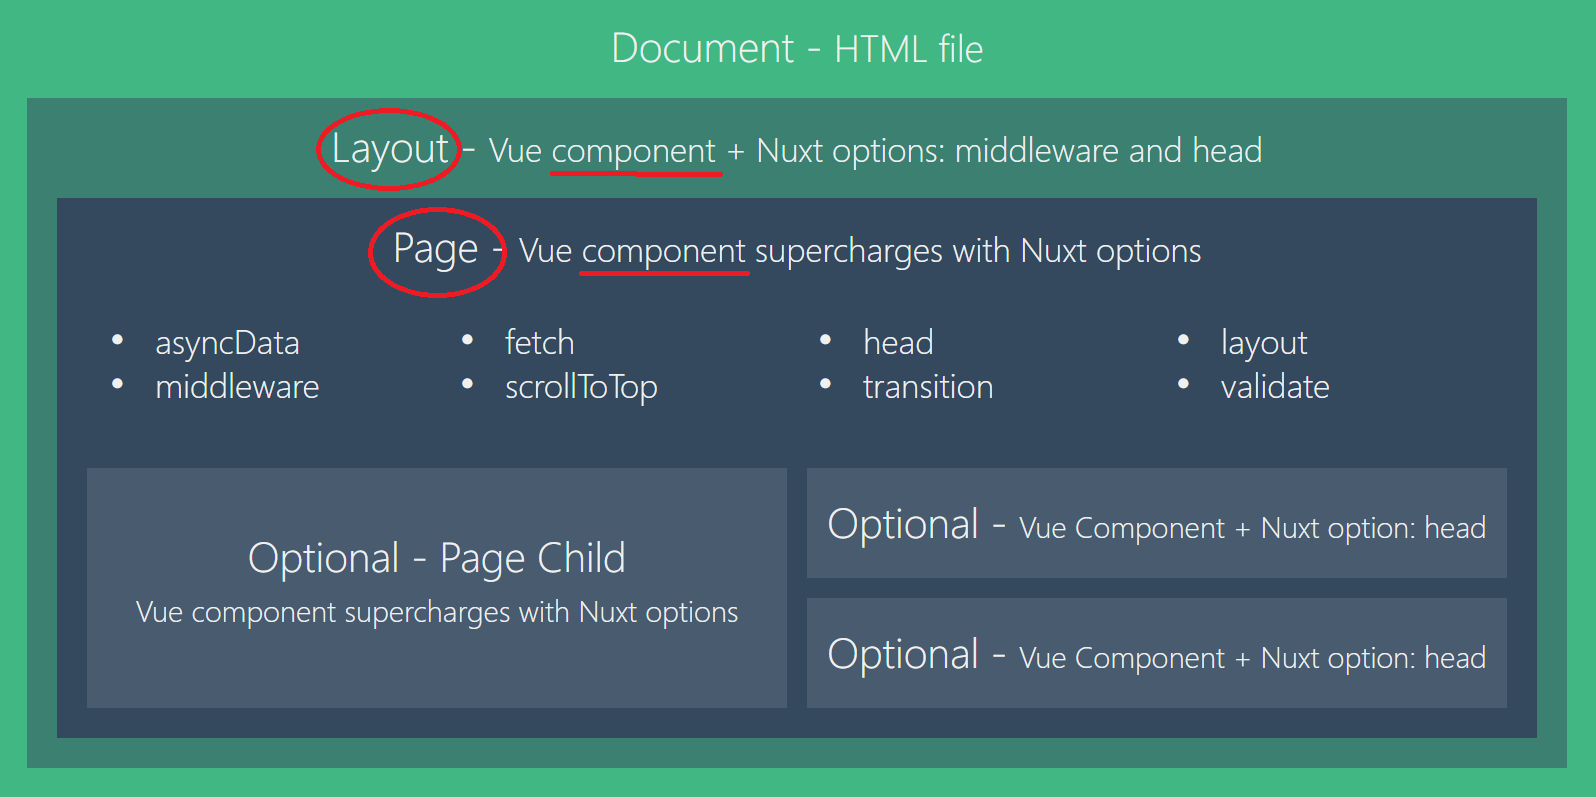 Document - HTML file
Layout - Vue component + Nuxt options: middleware and head
Page - Vue component supercharges with Nuxt options
• asyncData • fetch • head • layout
• middleware • scrollToTop • transition • validate
Optional - Page Child
Vue component supercharges with Nuxt options
Optional - Vue Component + Nuxt option: head
Optional - Vue Component + Nuxt option: head